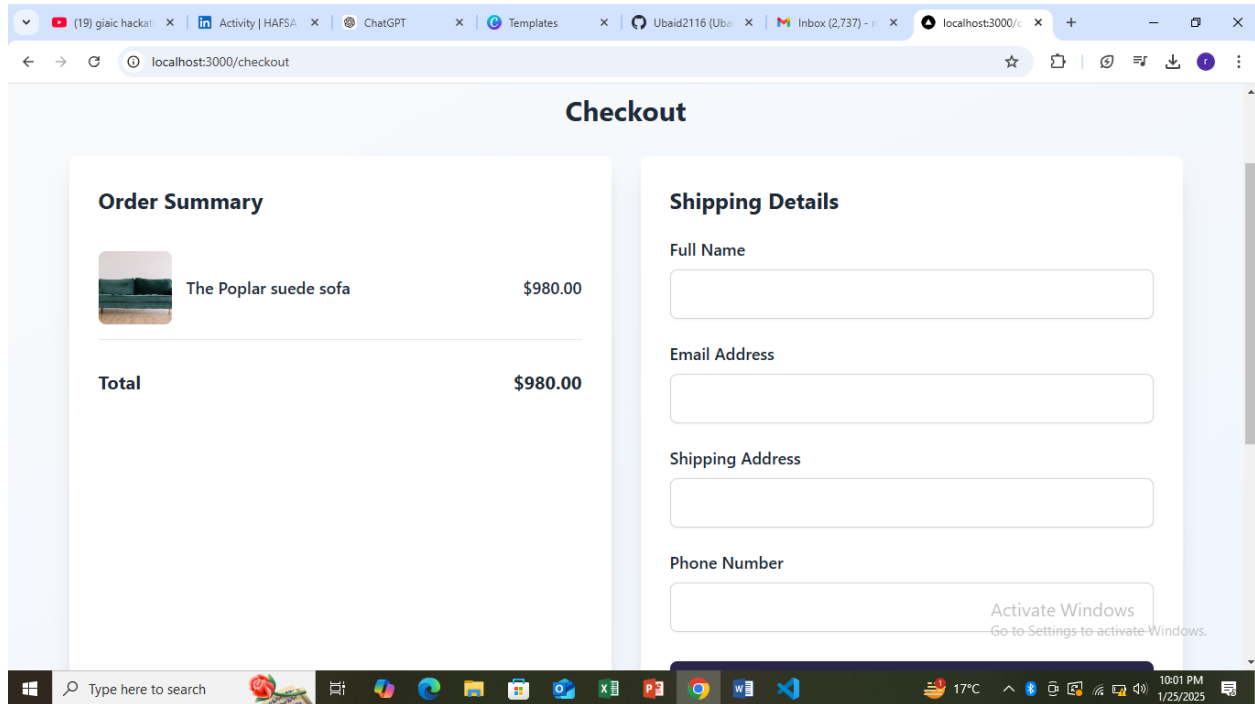 (19) giaic hackat
Activity | HAFSA
ChatGPT
Templates
Ubaid2116 (Uba
Inbox (2,737) - r
localhost:3000/c
localhost:3000/checkout
r
Checkout
Order Summary
The Poplar suede sofa $980.00
Total $980.00
Shipping Details
Full Name
Email Address
Shipping Address
Phone Number
Activate Windows
Go to Settings to activate Windows.
Type here to search
17°C
10:01 PM
1/25/2025